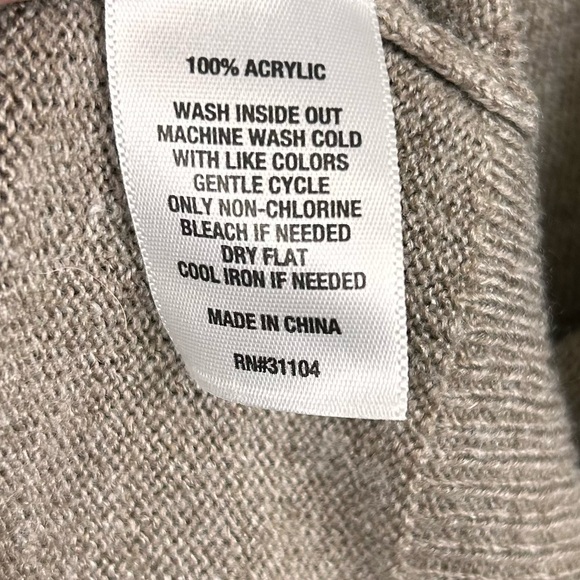 100% ACRYLIC
WASH INSIDE OUT
MACHINE WASH COLD
WITH LIKE COLORS
GENTLE CYCLE
ONLY NON-CHLORINE
BLEACH IF NEEDED
DRY FLAT
COOL IRON IF NEEDED
MADE IN CHINA
RN#31104